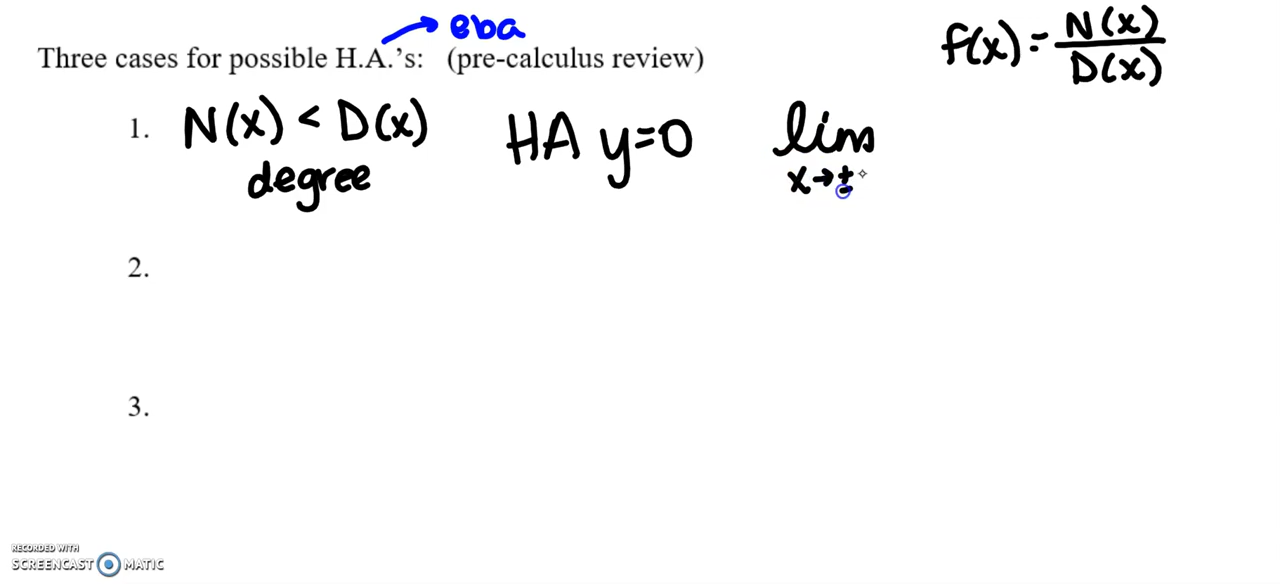 eba
Three cases for possible H.A.'s: (pre-calculus review)
f(x) = N(x)/D(x)
1. N(x) < D(x) HA y=0 lim
degree x→±
2.
3.
RECORDED WITH
SCREENCAST MATIC